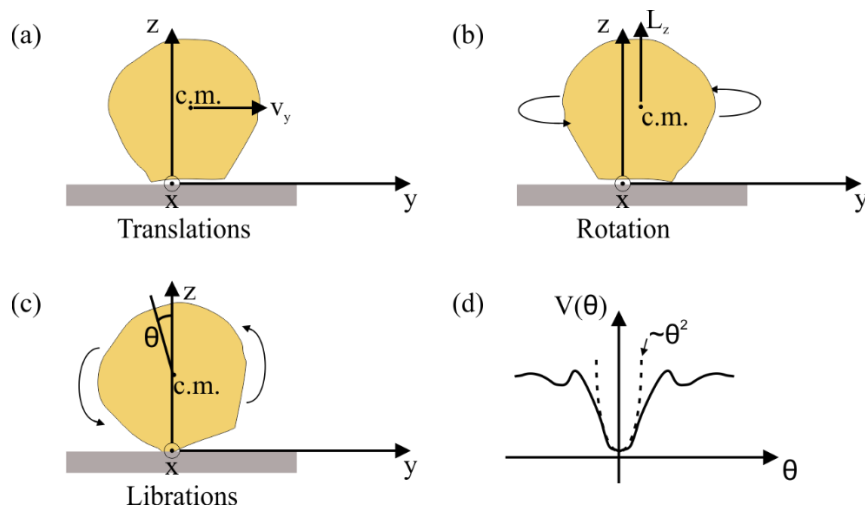 (a)
z
c.m.
v_y
x
y
Translations
(b)
z
L_z
c.m.
x
y
Rotation
(c)
z
θ
c.m.
x
y
Librations
(d)
V(θ)
~θ²
θ